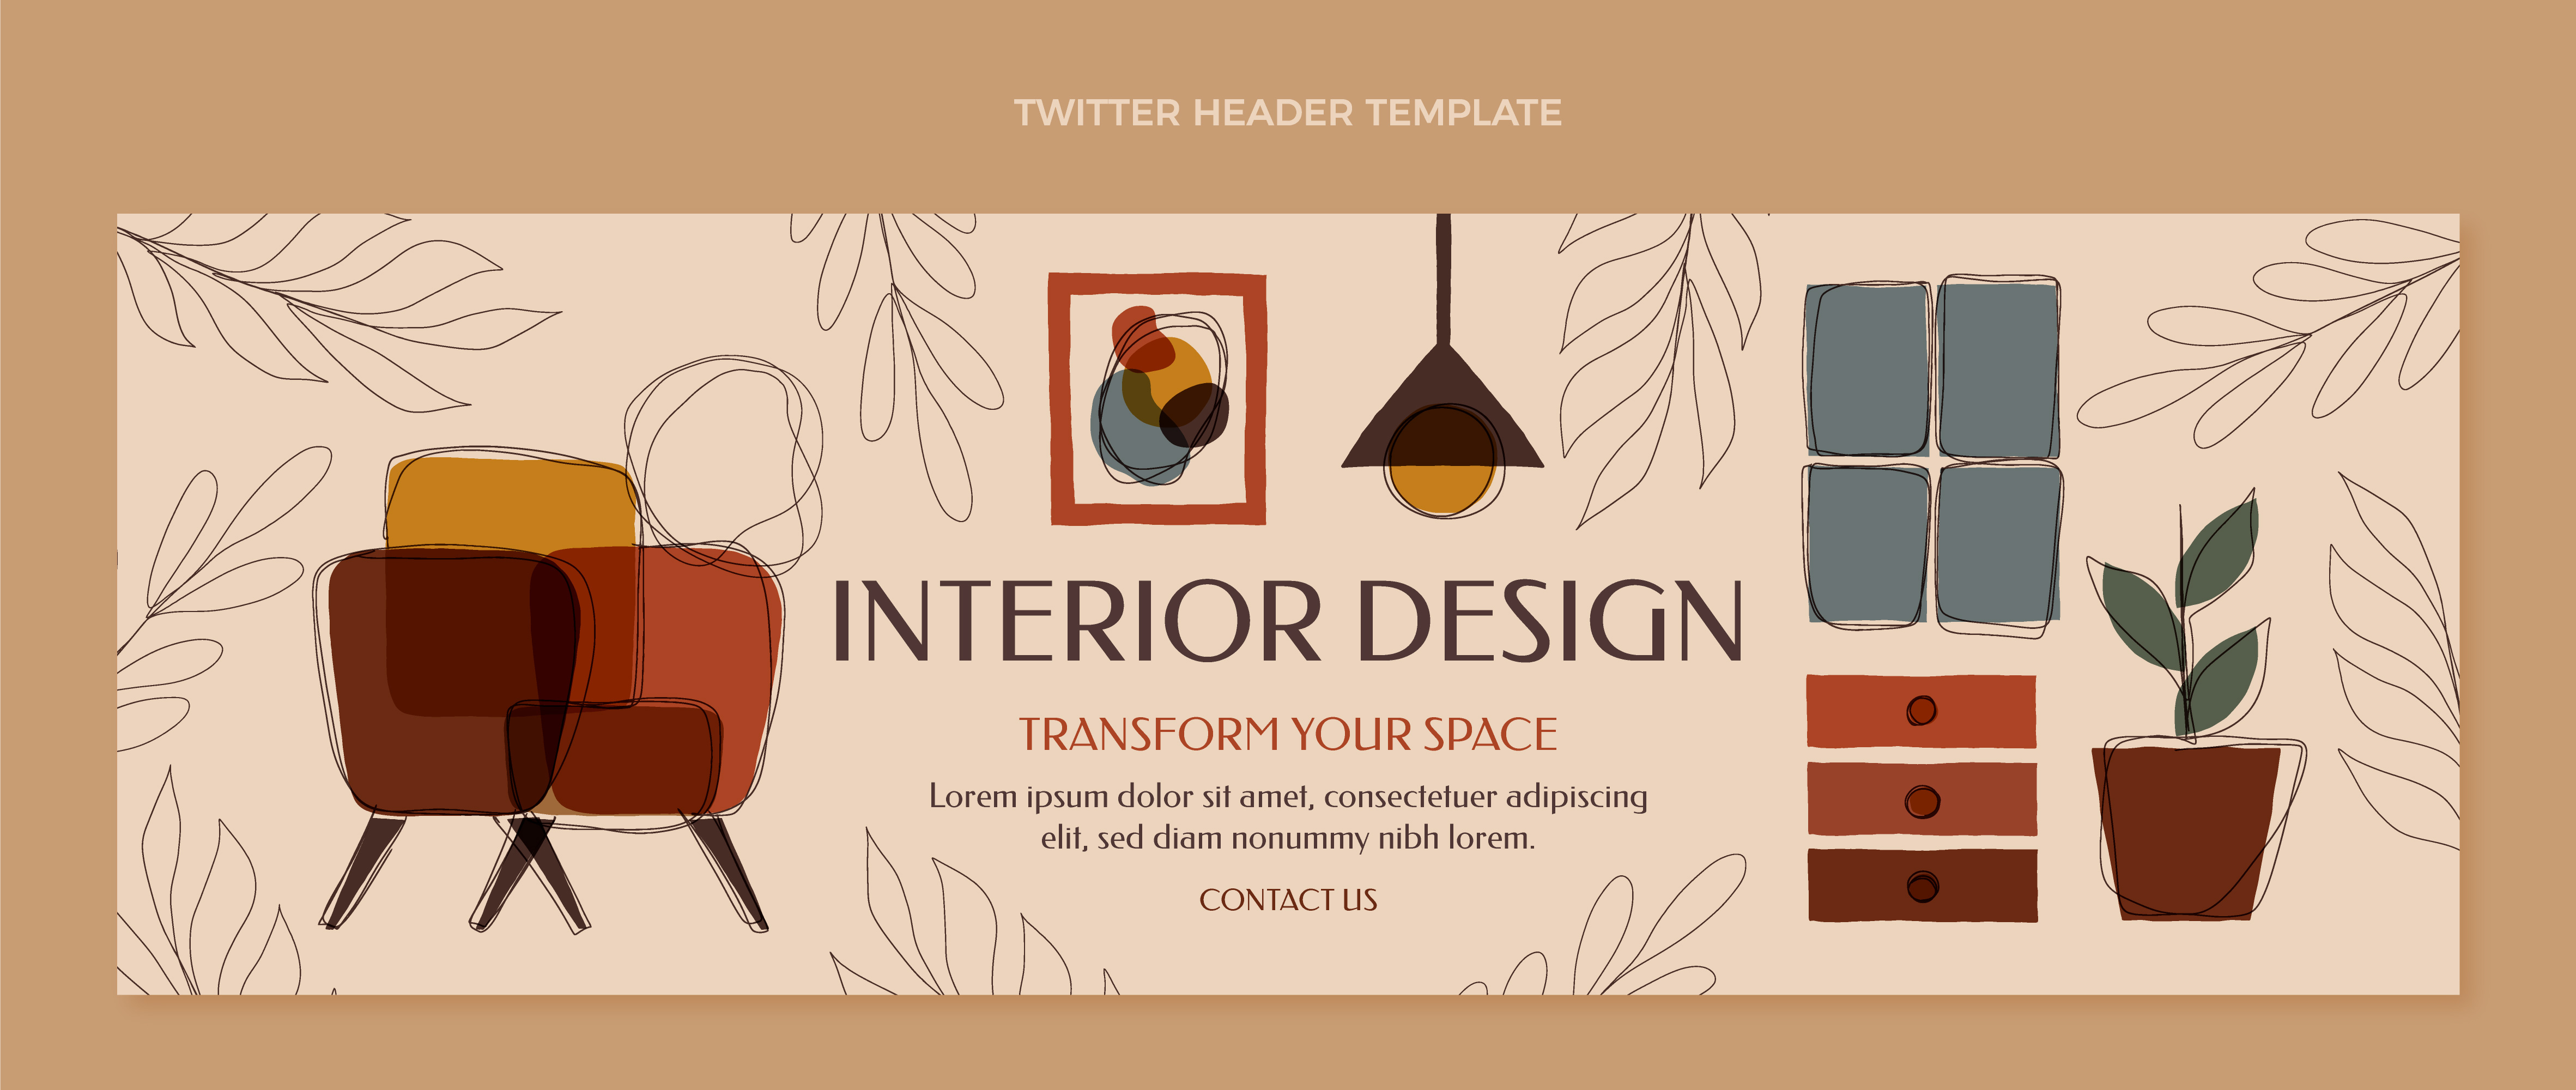 TWITTER HEADER TEMPLATE
INTERIOR DESIGN
TRANSFORM YOUR SPACE
Lorem ipsum dolor sit amet, consectetuer adipiscing
elit, sed diam nonummy nibh lorem.
CONTACT US